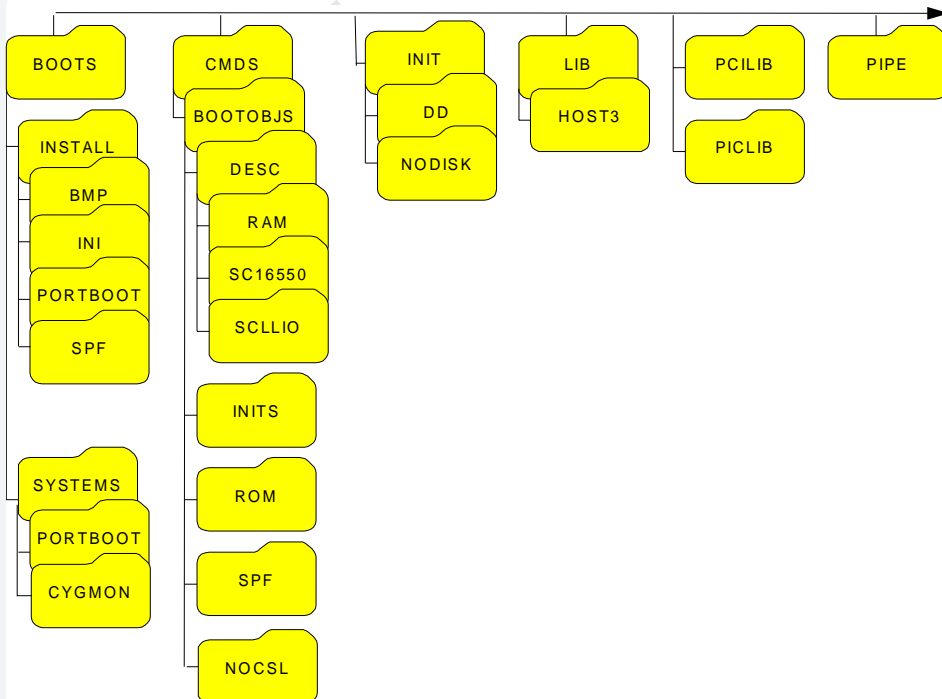 BOOTS
INSTALL
BMP
INI
PORTBOOT
SPF
SYSTEMS
PORTBOOT
CYGMON
CMDS
BOOTOBJS
DESC
RAM
SC16550
SCLLIO
INITS
ROM
SPF
NOCSL
INIT
DD
NODISK
LIB
HOST3
PCILIB
PICLIB
PIPE